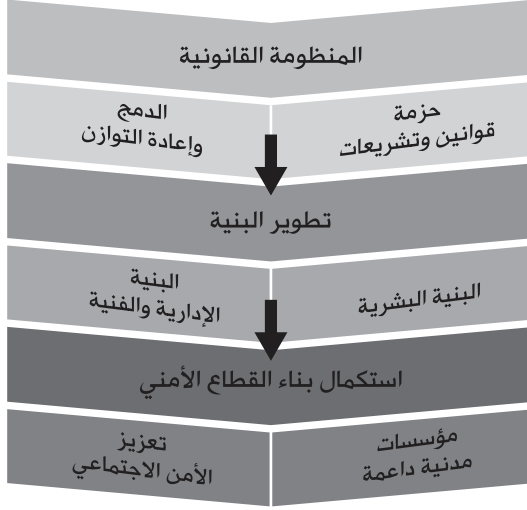 المنظومة القانونية
حزمة
قوانين وتشريعات
الدمج
وإعادة التوازن
تطوير البنية
البنية البشرية
البنية
الإدارية والفنية
استكمال بناء القطاع الأمني
مؤسسات
مدنية داعمة
تعزيز
الأمن الاجتماعي